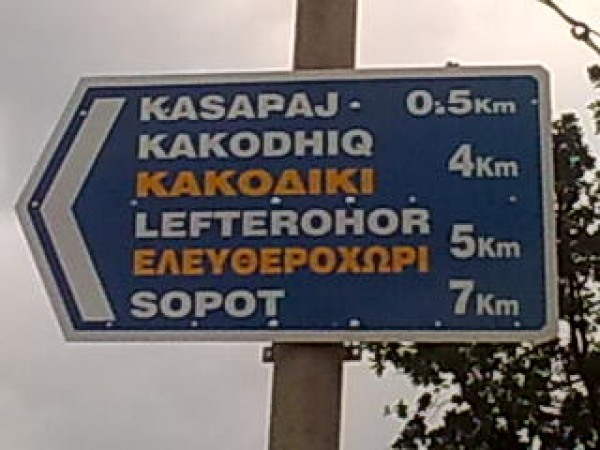 KASAPAJ - 0.5Km
KAKODHIQ 4Km
ΚΑΚΟΔΙΚΙ
LEFTEROHOR 5Km
ΕΛΕΥΘΕΡΟΧΩΡΙ
SOPOT 7Km